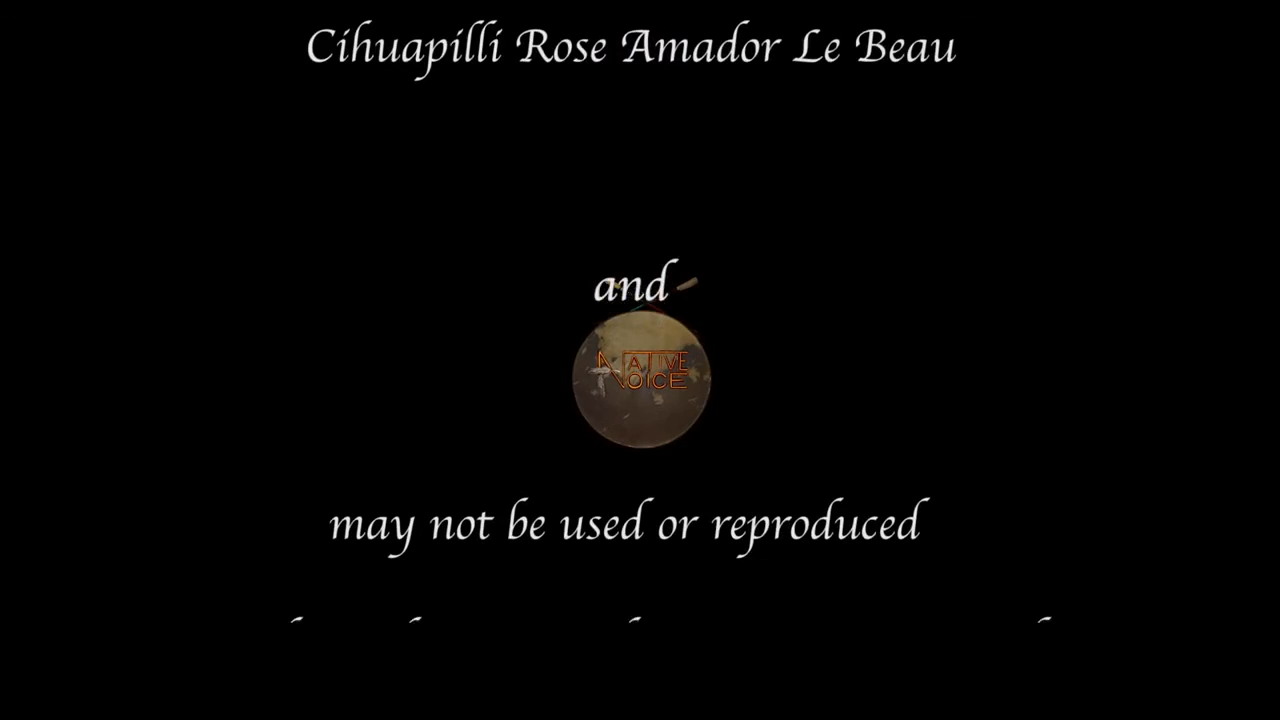 Cihuapilli Rose Amador Le Beau
and
NATIVE
VOICE
may not be used or reproduced